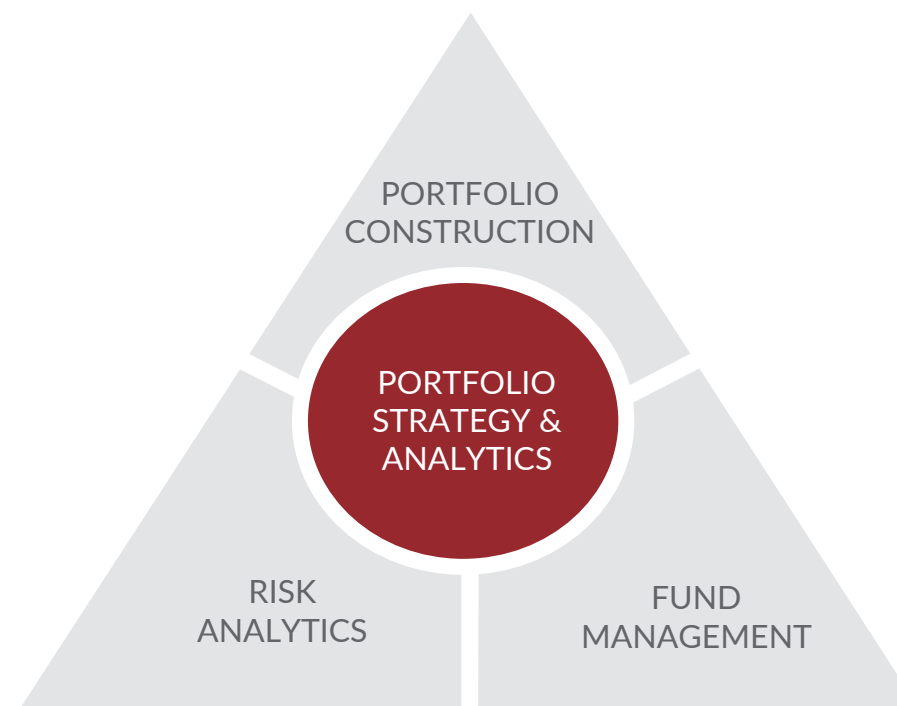 PORTFOLIO
CONSTRUCTION
PORTFOLIO
STRATEGY &
ANALYTICS
RISK
ANALYTICS
FUND
MANAGEMENT